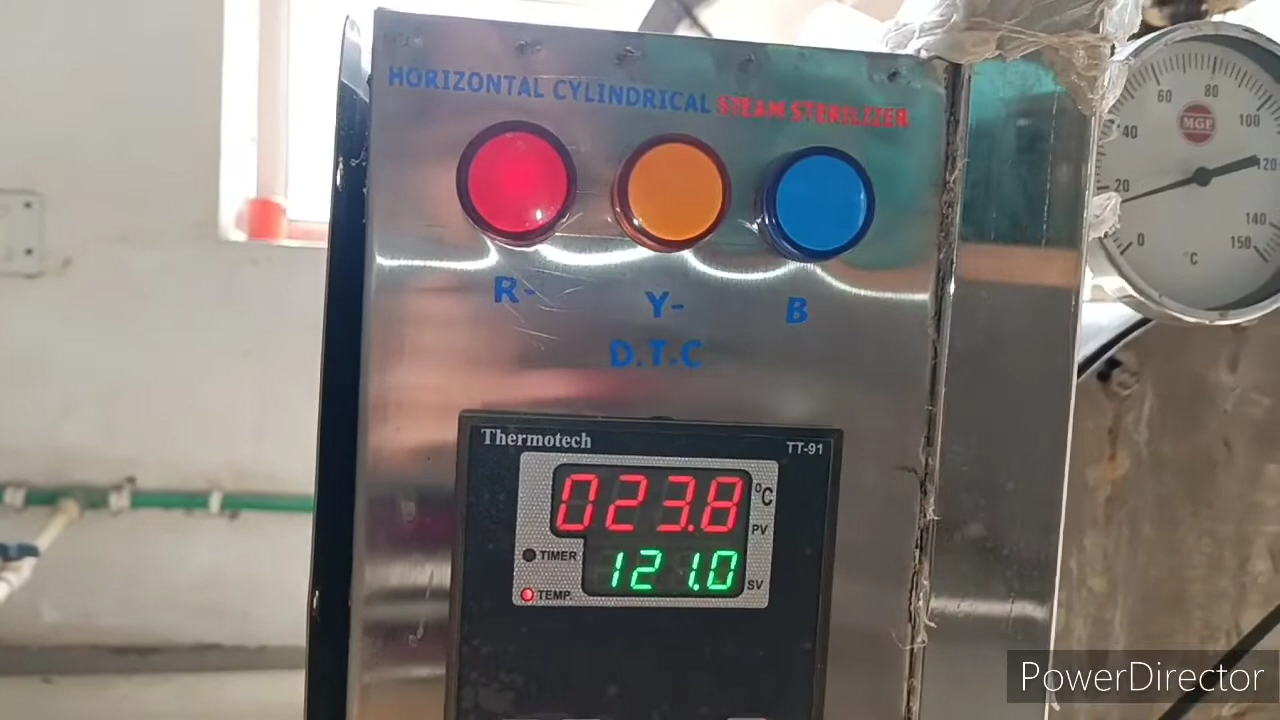 HORIZONTAL CYLINDRICAL STEAM STERILIZER
R- Y- B
D.T.C
Thermotech
TT-91
023.8 °C PV
TIMER
121.0 SV
TEMP
0 20 40 60 80 100 120 140 150
MGF
°C
PowerDirector